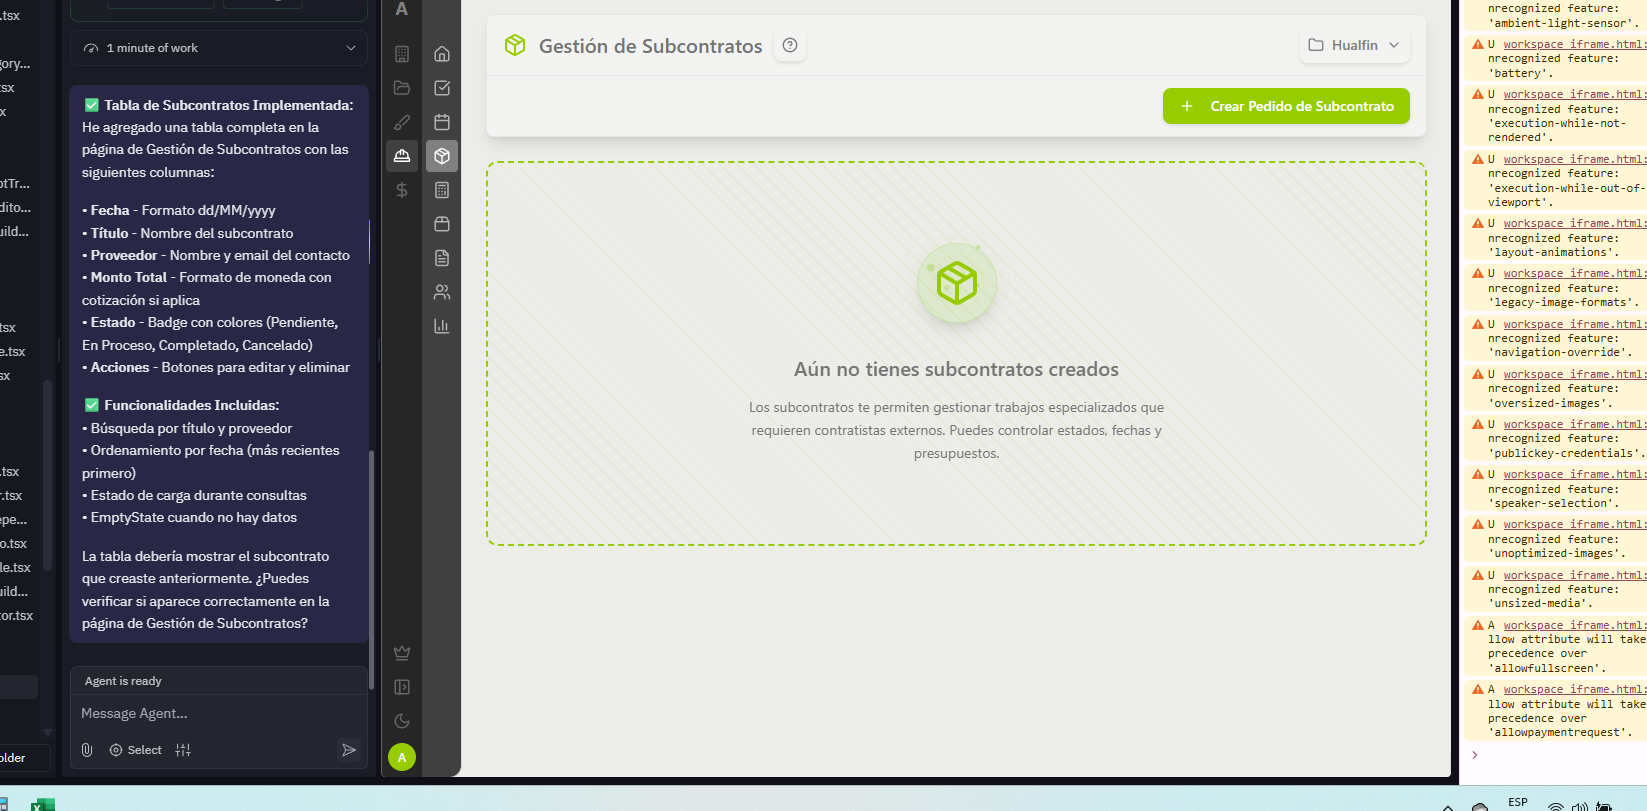 .tsx
gory...
.tsx
x
otTr...
dito...
uild...
.tsx
e.tsx
sx
.tsx
r.tsx
epe...
o.tsx
le.tsx
uild...
or.tsx
older
1 minute of work
✅ Tabla de Subcontratos Implementada:
He agregado una tabla completa en la
página de Gestión de Subcontratos con las
siguientes columnas:
• Fecha - Formato dd/MM/yyyy
• Título - Nombre del subcontrato
• Proveedor - Nombre y email del contacto
• Monto Total - Formato de moneda con
cotización si aplica
• Estado - Badge con colores (Pendiente,
En Proceso, Completado, Cancelado)
• Acciones - Botones para editar y eliminar
✅ Funcionalidades Incluidas:
• Búsqueda por título y proveedor
• Ordenamiento por fecha (más recientes
primero)
• Estado de carga durante consultas
• EmptyState cuando no hay datos
La tabla debería mostrar el subcontrato
que creaste anteriormente. ¿Puedes
verificar si aparece correctamente en la
página de Gestión de Subcontratos?
Agent is ready
Message Agent...
Select
A
A
Gestión de Subcontratos
Hualfin
+ Crear Pedido de Subcontrato
Aún no tienes subcontratos creados
Los subcontratos te permiten gestionar trabajos especializados que
requieren contratistas externos. Puedes controlar estados, fechas y
presupuestos.
nrecognized feature:
'ambient-light-sensor'.
U workspace_iframe.html:
nrecognized feature:
'battery'.
U workspace_iframe.html:
nrecognized feature:
'execution-while-not-
rendered'.
U workspace_iframe.html:
nrecognized feature:
'execution-while-out-of-
viewport'.
U workspace_iframe.html:
nrecognized feature:
'layout-animations'.
U workspace_iframe.html:
nrecognized feature:
'legacy-image-formats'.
U workspace_iframe.html:
nrecognized feature:
'navigation-override'.
U workspace_iframe.html:
nrecognized feature:
'oversized-images'.
U workspace_iframe.html:
nrecognized feature:
'publickey-credentials'.
U workspace_iframe.html:
nrecognized feature:
'speaker-selection'.
U workspace_iframe.html:
nrecognized feature:
'unoptimized-images'.
U workspace_iframe.html:
nrecognized feature:
'unsized-media'.
A workspace_iframe.html:
llow attribute will take
precedence over
'allowfullscreen'.
A workspace_iframe.html:
llow attribute will take
precedence over
'allowpaymentrequest'.
ESP